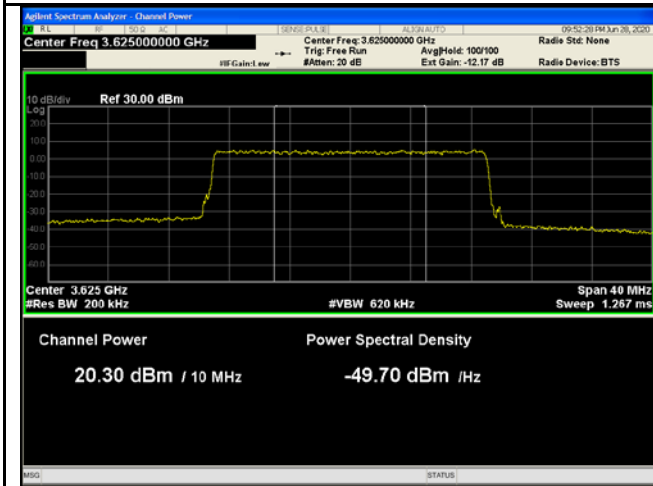 Agilent Spectrum Analyzer - Channel Power
RL RF 50 Ω AC SENSE:PULSE ALIGN AUTO 09:52:28 PM Jun 28, 2020
Center Freq 3.625000000 GHz Center Freq: 3.625000000 GHz Radio Std: None
Trig: Free Run Avg|Hold: 100/100
#IFGain:Low #Atten: 20 dB Ext Gain: -12.17 dB Radio Device: BTS
10 dB/div Ref 30.00 dBm
Log
20.0
10.0
0.00
-10.0
-20.0
-30.0
-40.0
-50.0
-60.0
Center 3.625 GHz Span 40 MHz
#Res BW 200 kHz #VBW 620 kHz Sweep 1.267 ms
Channel Power Power Spectral Density
20.30 dBm / 10 MHz -49.70 dBm /Hz
MSG STATUS